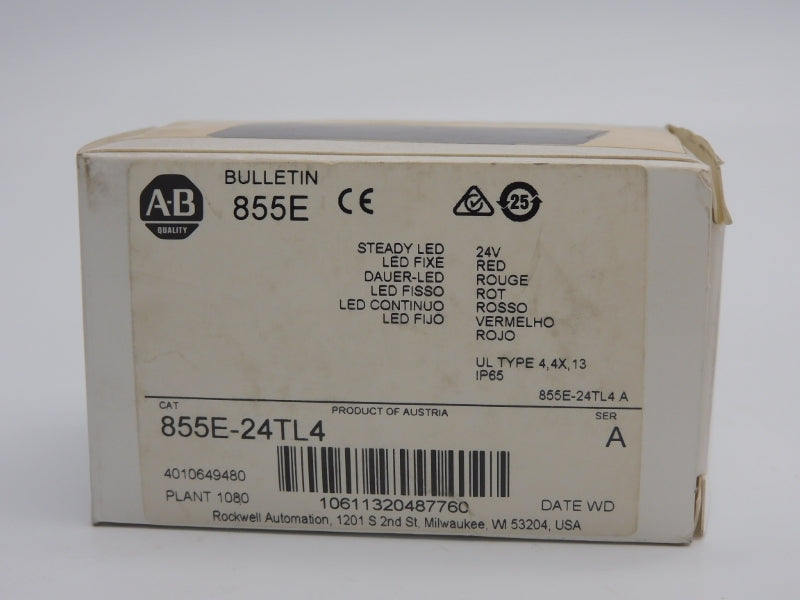 A-B
QUALITY
BULLETIN
855E CE
25
STEADY LED 24V
LED FIXE RED
DAUER-LED ROUGE
LED FISSO ROT
LED CONTINUO ROSSO
LED FIJO VERMELHO
ROJO
UL TYPE 4,4X,13
IP65
855E-24TL4 A
CAT PRODUCT OF AUSTRIA SER
855E-24TL4 A
4010649480
PLANT 1080 10611320487760 DATE WD
Rockwell Automation, 1201 S 2nd St, Milwaukee, WI 53204, USA